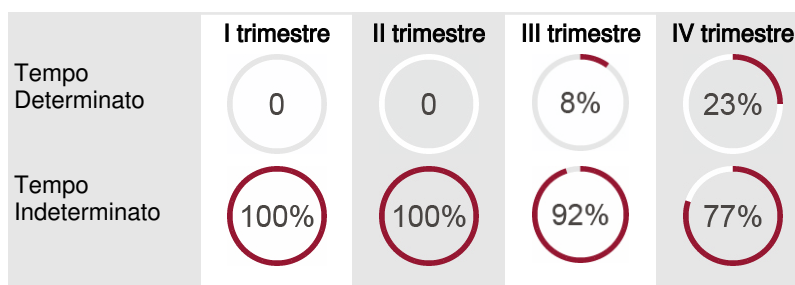 I trimestre II trimestre III trimestre IV trimestre
Tempo
Determinato
0 0 8% 23%
Tempo
Indeterminato
100% 100% 92% 77%